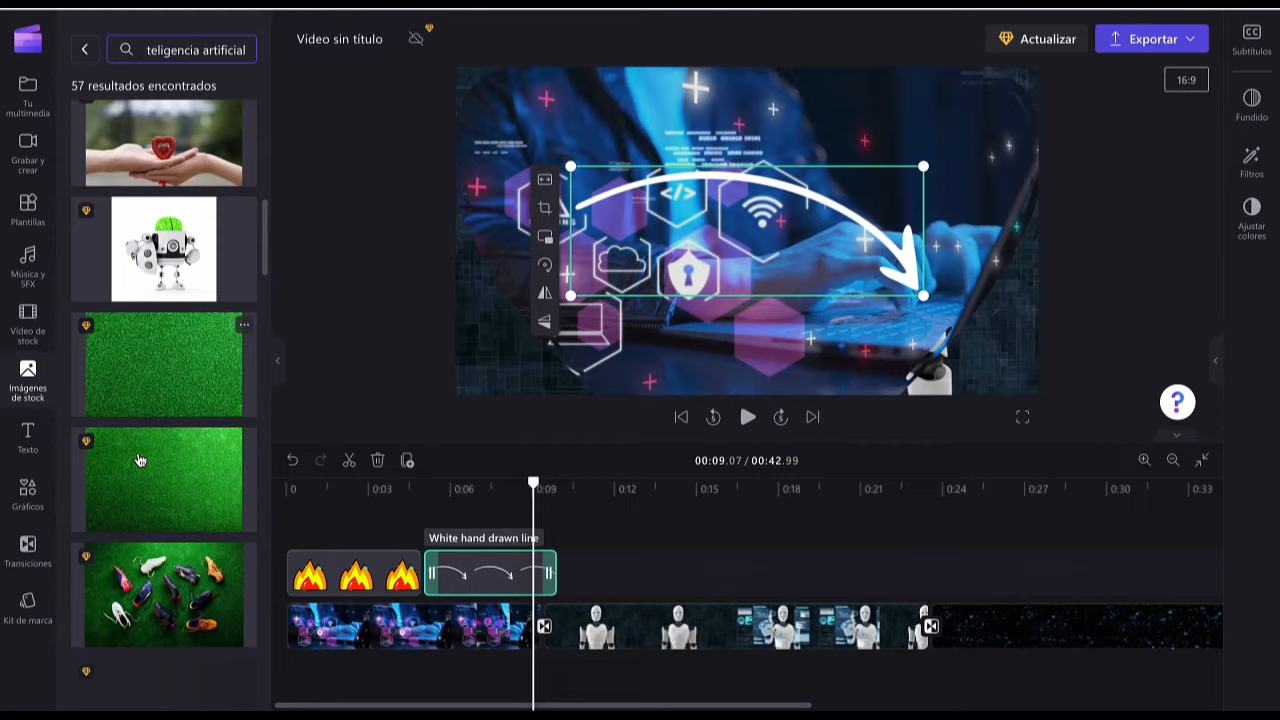 teligencia artificial
57 resultados encontrados
Tu
multimedia
Grabar y
crear
Plantillas
Música y
SFX
Vídeo de
stock
Imágenes
de stock
Texto
Gráficos
Transiciones
Kit de marca
Vídeo sin título
Actualizar
Exportar
16:9
CC
Subtítulos
Fundido
Filtros
Ajustar
colores
</>
5
5
?
00:09.07 / 00:42.99
0
0:03
0:06
0:09
0:12
0:15
0:18
0:21
0:24
0:27
0:30
0:33
White hand drawn line